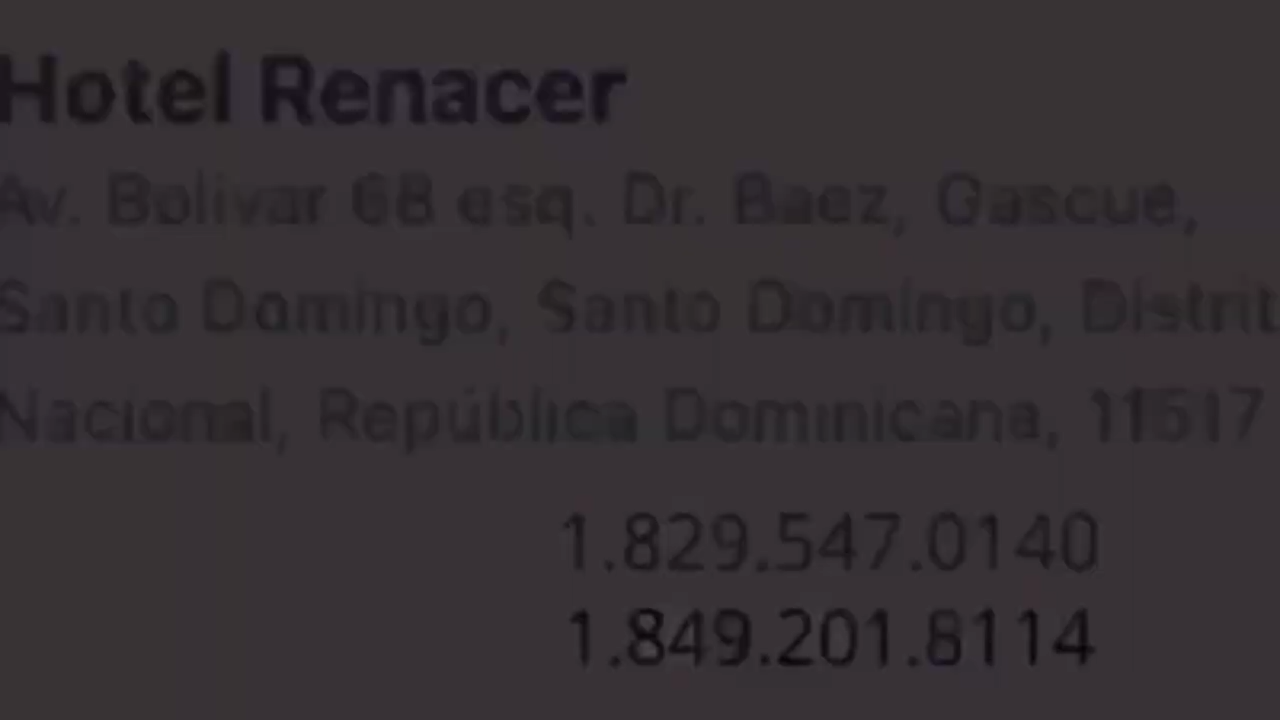 Hotel Renacer
Av. Bolivar 68 esq. Dr. Baez, Gascue,
Santo Domingo, Santo Domingo, Distrit
Nacional, República Dominicana, 11517
1.829.547.0140
1.849.201.8114